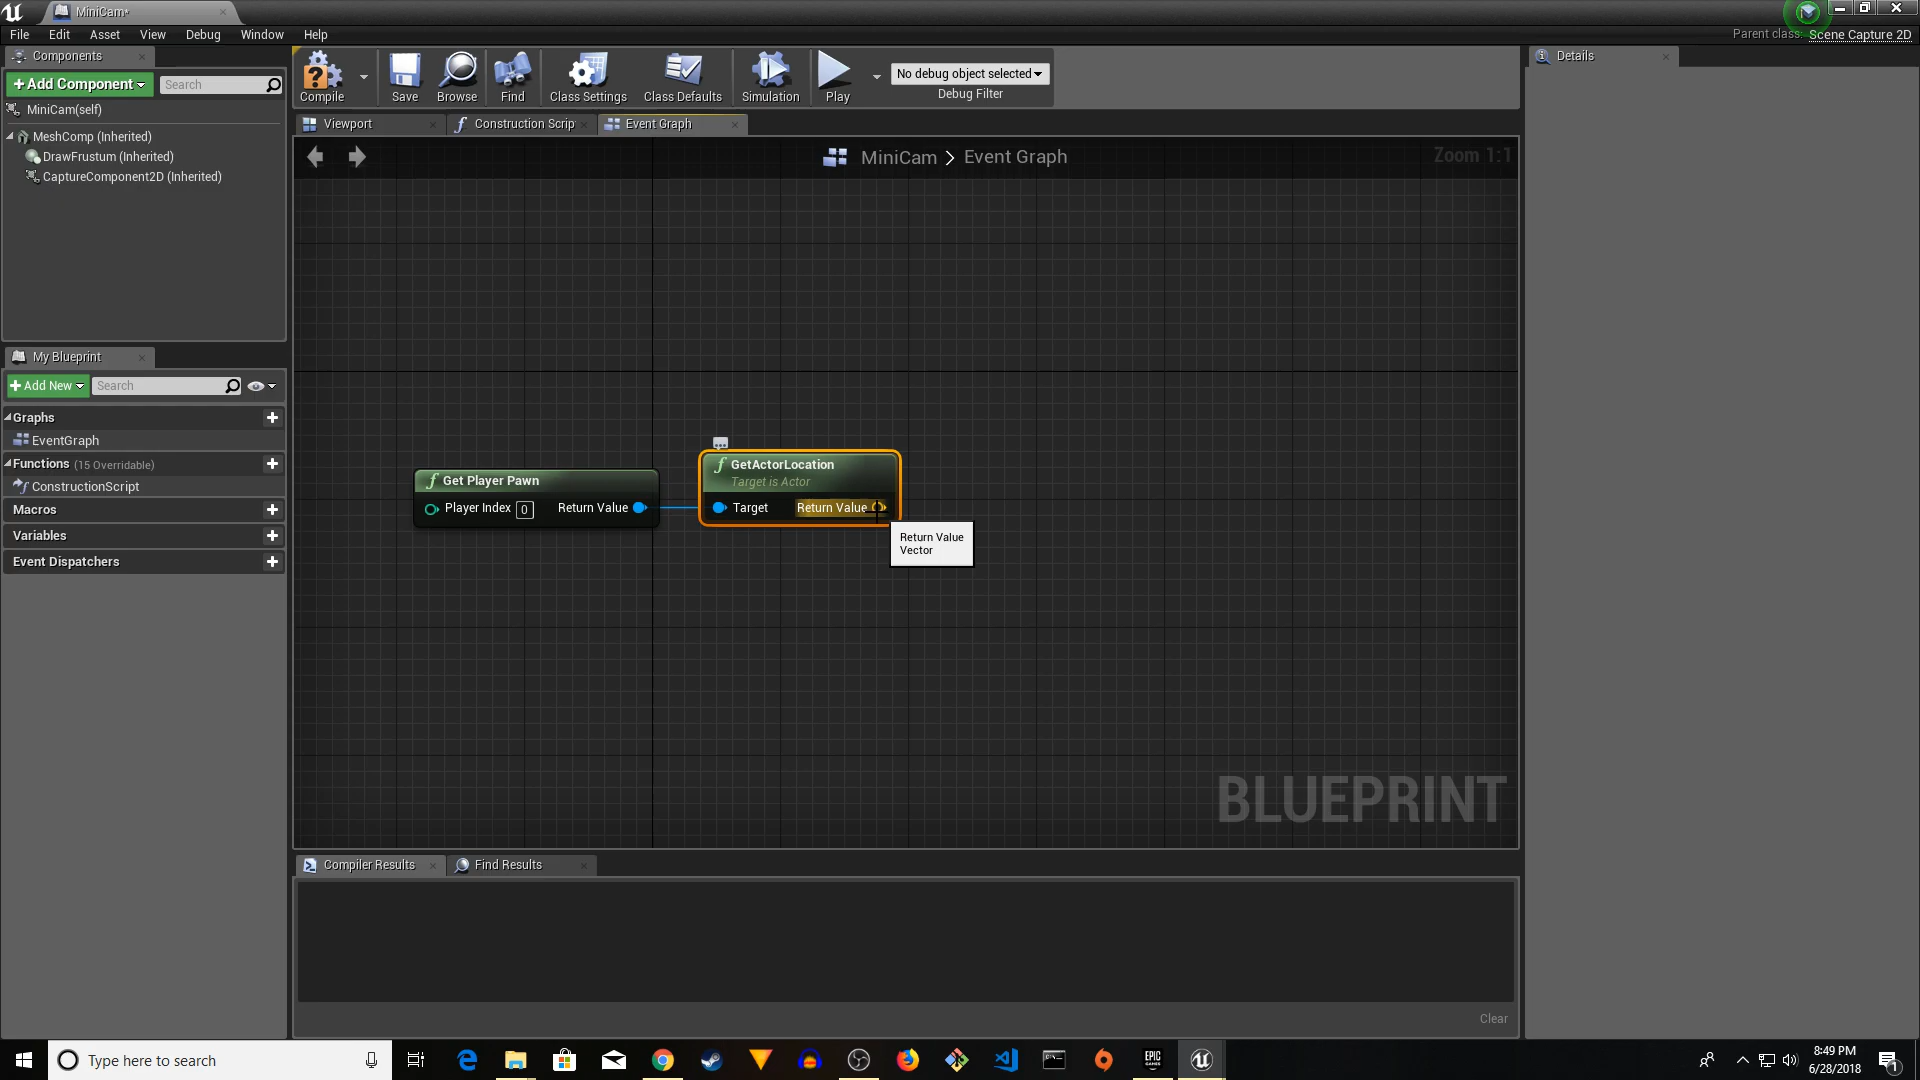 MiniCam*
File Edit Asset View Debug Window Help
Parent class: Scene Capture 2D
Components
+Add Component
Search
MiniCam(self)
MeshComp (Inherited)
DrawFrustum (Inherited)
CaptureComponent2D (Inherited)
Compile
Save
Browse
Find
Class Settings
Class Defaults
Simulation
Play
No debug object selected
Debug Filter
Details
Viewport
Construction Scrip
Event Graph
MiniCam > Event Graph
Zoom 1:1
My Blueprint
+Add New
Search
Graphs
EventGraph
Functions (15 Overridable)
ConstructionScript
Macros
Variables
Event Dispatchers
Get Player Pawn
Player Index 0 Return Value
GetActorLocation
Target is Actor
Target Return Value
Return Value
Vector
BLUEPRINT
Compiler Results
Find Results
Clear
Type here to search
EPIC
GAMES
8:49 PM
6/28/2018
1